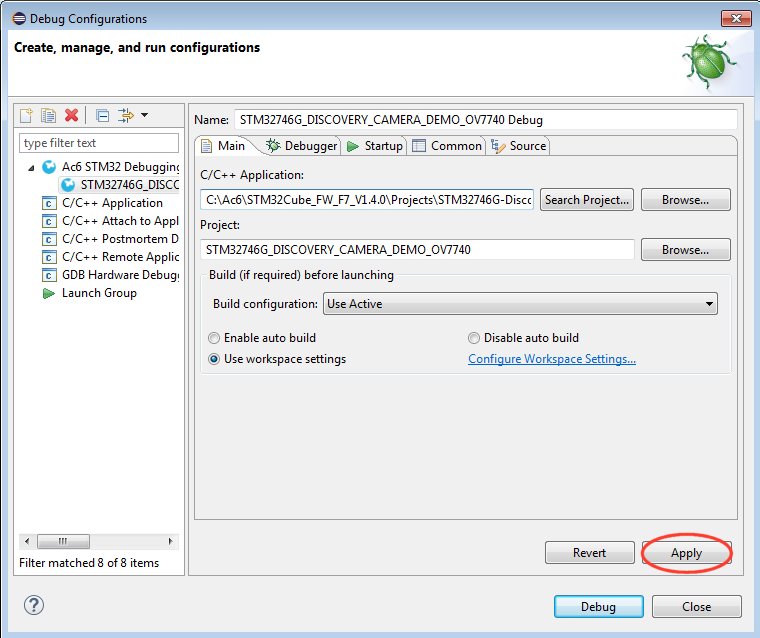 Debug Configurations
Create, manage, and run configurations
type filter text
Ac6 STM32 Debugging
STM32746G_DISCO
C/C++ Application
C/C++ Attach to Appl
C/C++ Postmortem D
C/C++ Remote Applic
GDB Hardware Debug
Launch Group
Filter matched 8 of 8 items
Name: STM32746G_DISCOVERY_CAMERA_DEMO_OV7740 Debug
Main Debugger Startup Common Source
C/C++ Application:
C:\Ac6\STM32Cube_FW_F7_V1.4.0\Projects\STM32746G-Disco Search Project... Browse...
Project:
STM32746G_DISCOVERY_CAMERA_DEMO_OV7740 Browse...
Build (if required) before launching
Build configuration: Use Active
Enable auto build Disable auto build
Use workspace settings Configure Workspace Settings...
Revert Apply
? Debug Close